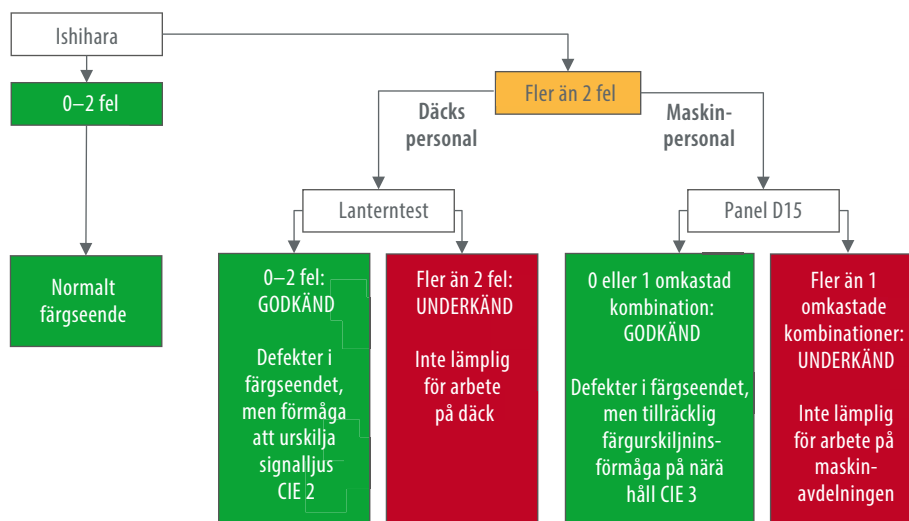 Ishihara
0–2 fel
Normalt
färgseende
Fler än 2 fel
Däcks
personal
Maskin-
personal
Lanterntest
Panel D15
0–2 fel:
GODKÄND
Defekter i
färgseendet,
men förmåga
att urskilja
signalljus
CIE 2
Fler än 2 fel:
UNDERKÄND
Inte lämplig
för arbete
på däck
0 eller 1 omkastad
kombination:
GODKÄND
Defekter i färgseendet,
men tillräcklig
färgurskiljnins-
förmåga på närä
håll CIE 3
Fler än 1
omkastade
kombinationer:
UNDERKÄND
Inte lämplig
för arbete på
maskin-
avdelningen